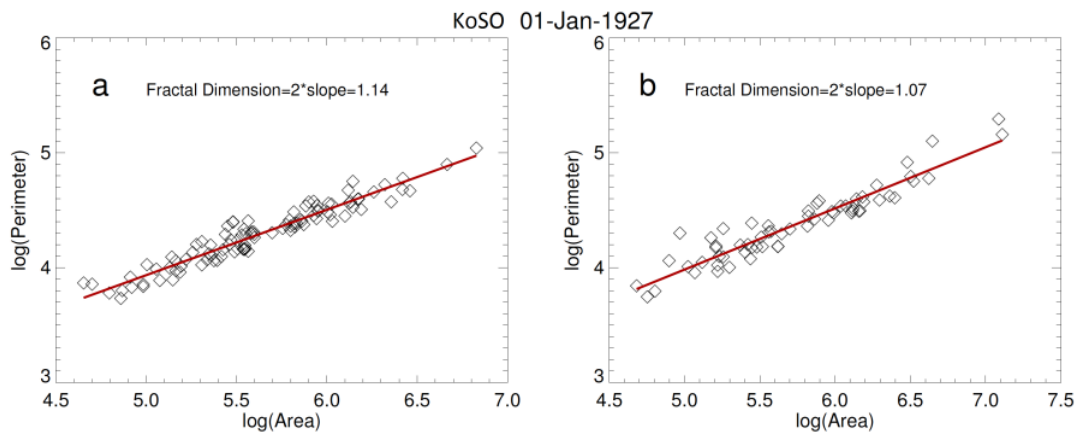 KoSO 01-Jan-1927
a
Fractal Dimension=2*slope=1.14
log(Perimeter)
6
5
4
3
4.5 5.0 5.5 6.0 6.5 7.0
log(Area)
b
Fractal Dimension=2*slope=1.07
log(Perimeter)
6
5
4
3
4.5 5.0 5.5 6.0 6.5 7.0 7.5
log(Area)